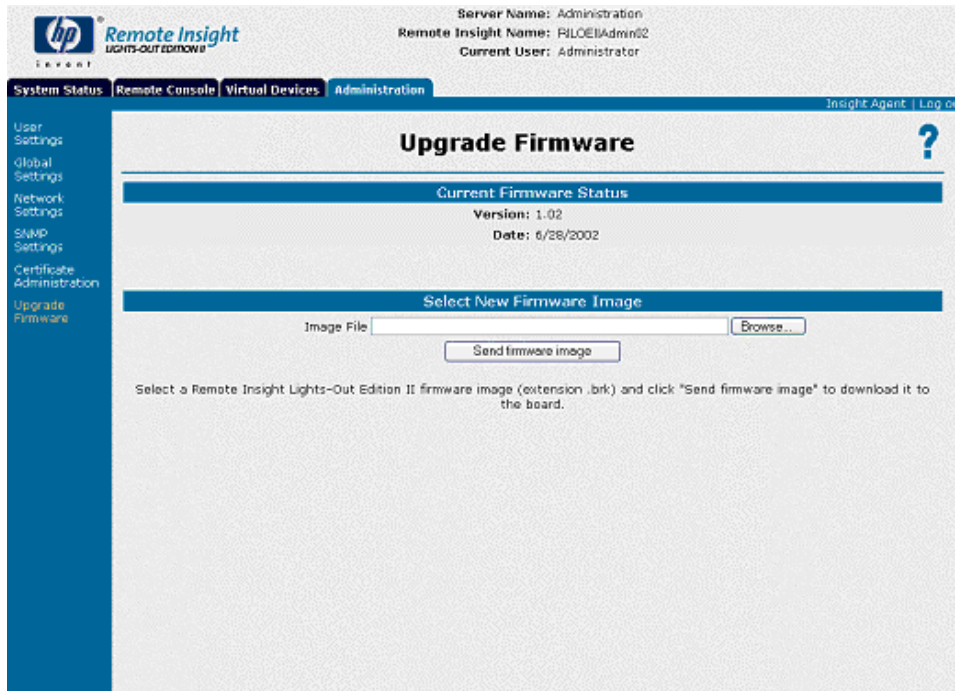 Server Name: Administration
Remote Insight Name: RILOEIIAdmin02
Current User: Administrator
hp
invent
Remote Insight
LIGHTS-OUT EDITION II
System Status
Remote Console
Virtual Devices
Administration
Insight Agent | Log
User
Settings
Global
Settings
Network
Settings
SNMP
Settings
Certificate
Administration
Upgrade
Firmware
Upgrade Firmware
?
Current Firmware Status
Version: 1.02
Date: 6/28/2002
Select New Firmware Image
Image File
Browse...
Send firmware image
Select a Remote Insight Lights-Out Edition II firmware image (extension .brk) and click "Send firmware image" to download it to
the board.